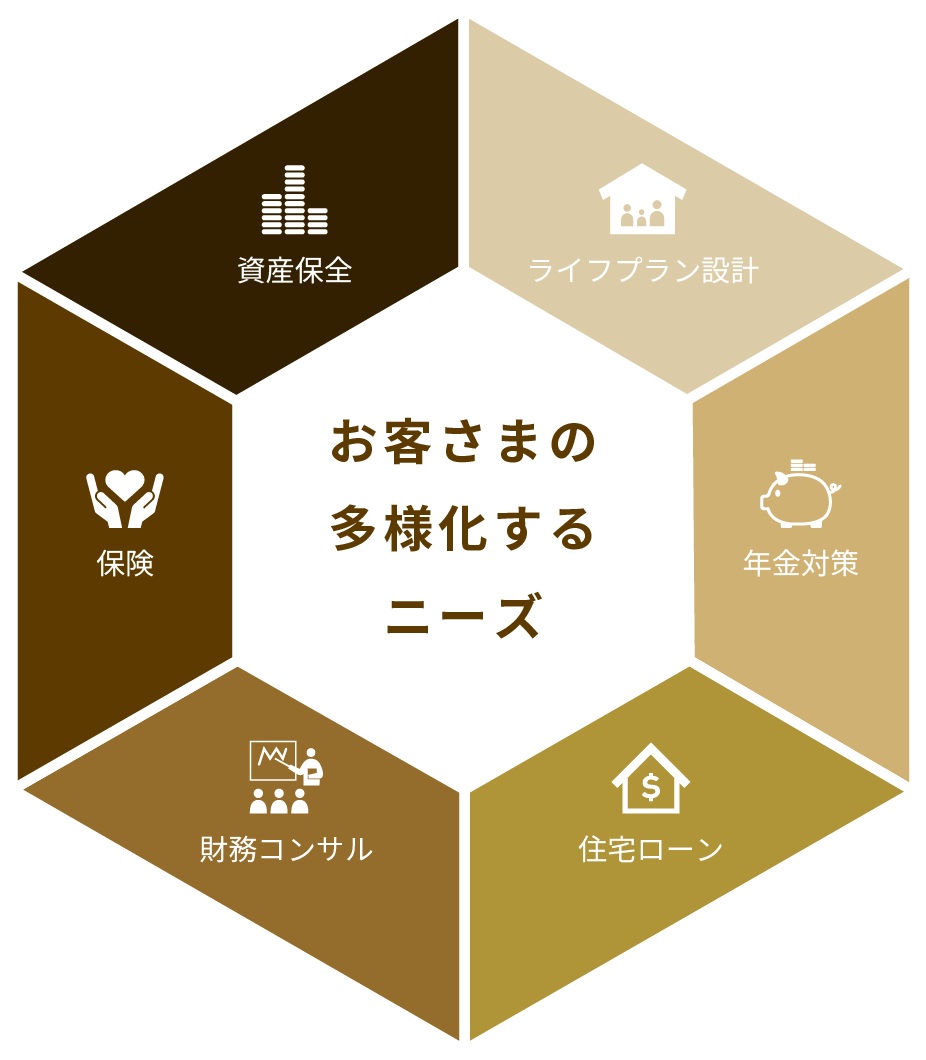 資産保全
ライフプラン設計
お客さまの
多様化する
ニーズ
保険
年金対策
財務コンサル
住宅ローン